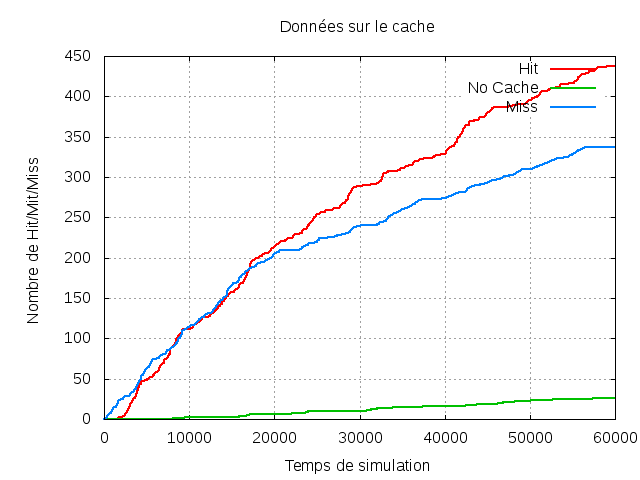 Données sur le cache
450
400
350
300
250
200
150
100
50
0
Nombre de Hit/Mit/Miss
Hit
No Cache
Miss
0 10000 20000 30000 40000 50000 60000
Temps de simulation